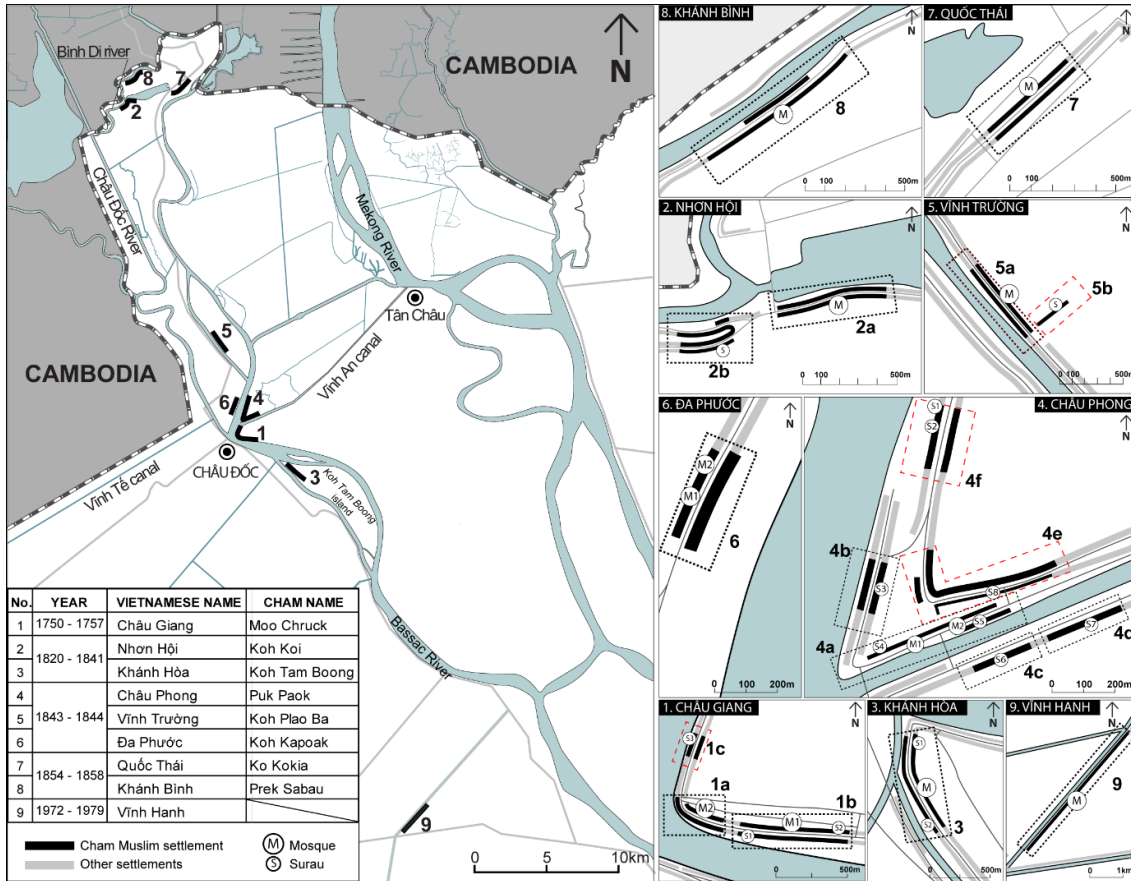 Binh Di river
8
7
2
CAMBODIA
N
Châu Đốc River
Mekong River
Tân Châu
5
CAMBODIA
Vĩnh An canal
6
4
1
CHÂU ĐỐC
Vĩnh Tế canal
3
Koh Tam Boong
island
Bassac River
9
No. YEAR VIETNAMESE NAME CHAM NAME
1 1750 - 1757 Châu Giang Moo Chruck
2 1820 - 1841 Nhơn Hội Koh Koi
3 Khánh Hòa Koh Tam Boong
4 1843 - 1844 Châu Phong Puk Paok
5 Vĩnh Trường Koh Plao Ba
6 Đa Phước Koh Kapoak
7 1854 - 1858 Quốc Thái Ko Kokia
8 Khánh Bình Prek Sabau
9 1972 - 1979 Vĩnh Hanh
Cham Muslim settlement M Mosque
Other settlements S Surau
0 5 10km
8. KHÁNH BÌNH
N
M
8
0 100 500m
7. QUỐC THÁI
N
M
7
0 100 500m
2. NHƠN HỘI
N
M
2a
S
2b
0 100 500m
5. VĨNH TRƯỜNG
N
5a
M
5b
S
0 100 500m
6. ĐA PHƯỚC
N
M2
M1
6
0 100 200m
4. CHÂU PHONG
N
S1
S2
4f
4b
S3
4e
S8
M2
S5
S4
M1
4a
S7
4d
S6
4c
0 100 200m
1. CHÂU GIANG
N
S3
1c
1a
M2
1b
M1
S2
S1
0 500m
3. KHÁNH HÒA
N
S1
M
S2
3
0 500m
9. VĨNH HANH
N
9
M
0 1km